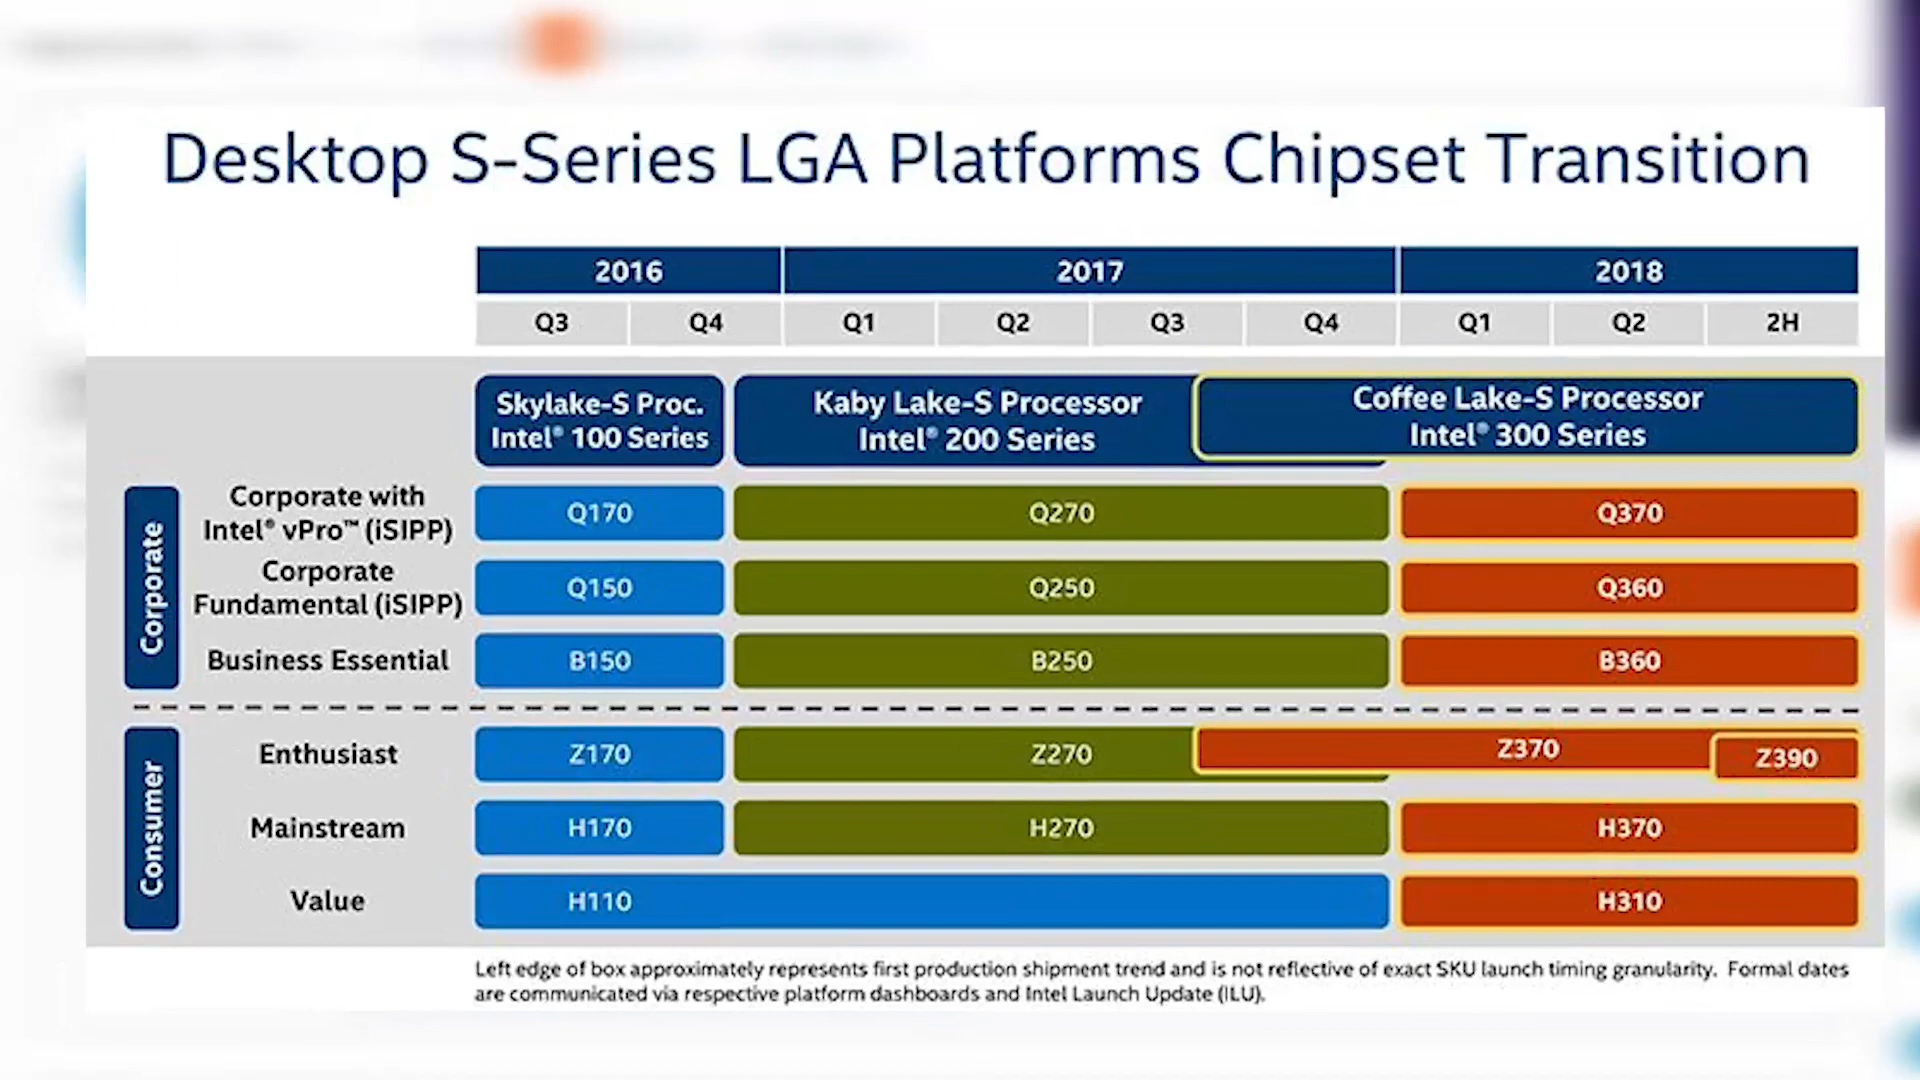 Desktop S-Series LGA Platforms Chipset Transition
2016 2017 2018
Q3 Q4 Q1 Q2 Q3 Q4 Q1 Q2 2H
Skylake-S Proc.
Intel® 100 Series
Kaby Lake-S Processor
Intel® 200 Series
Coffee Lake-S Processor
Intel® 300 Series
Corporate
Corporate with
Intel® vPro™ (iSIPP)
Q170 Q270 Q370
Corporate
Fundamental (iSIPP)
Q150 Q250 Q360
Business Essential B150 B250 B360
Consumer
Enthusiast Z170 Z270 Z370 Z390
Mainstream H170 H270 H370
Value H110 H310
Left edge of box approximately represents first production shipment trend and is not reflective of exact SKU launch timing granularity. Formal dates
are communicated via respective platform dashboards and Intel Launch Update (ILU).